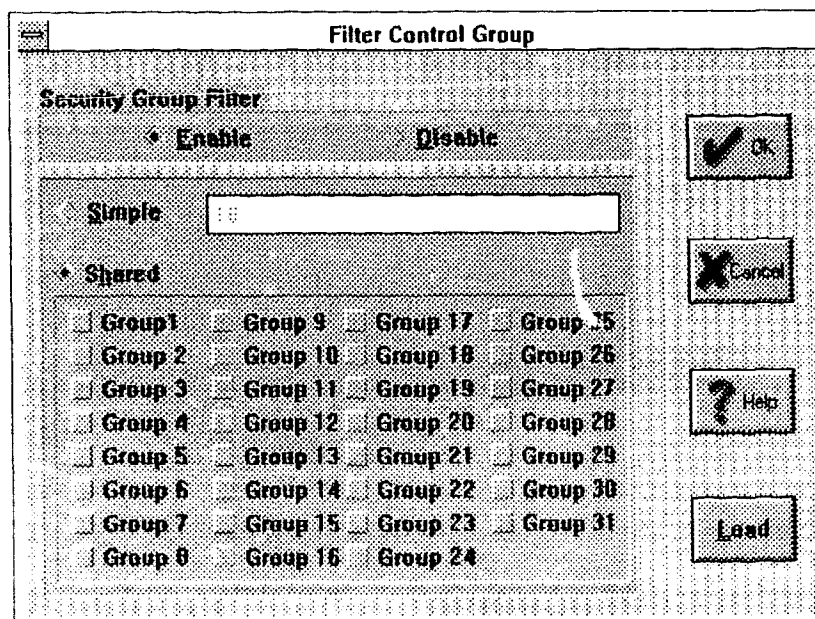 Filter Control Group
Security Group Filter
Enable Disable
Simple
Shared
Group1 Group 9 Group 17 Group 25
Group 2 Group 10 Group 18 Group 26
Group 3 Group 11 Group 19 Group 27
Group 4 Group 12 Group 20 Group 28
Group 5 Group 13 Group 21 Group 29
Group 6 Group 14 Group 22 Group 30
Group 7 Group 15 Group 23 Group 31
Group 8 Group 16 Group 24
OK
Cancel
Help
Load